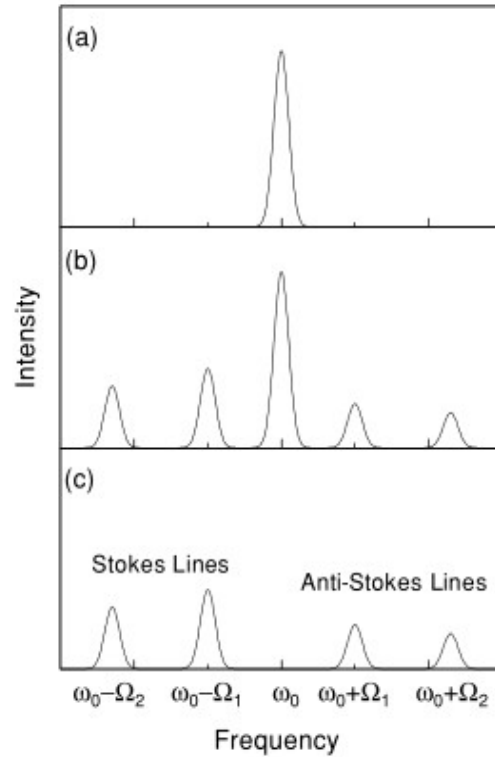 (a)
(b)
Intensity
(c)
Stokes Lines
Anti-Stokes Lines
ω₀−Ω₂ ω₀−Ω₁ ω₀ ω₀+Ω₁ ω₀+Ω₂
Frequency